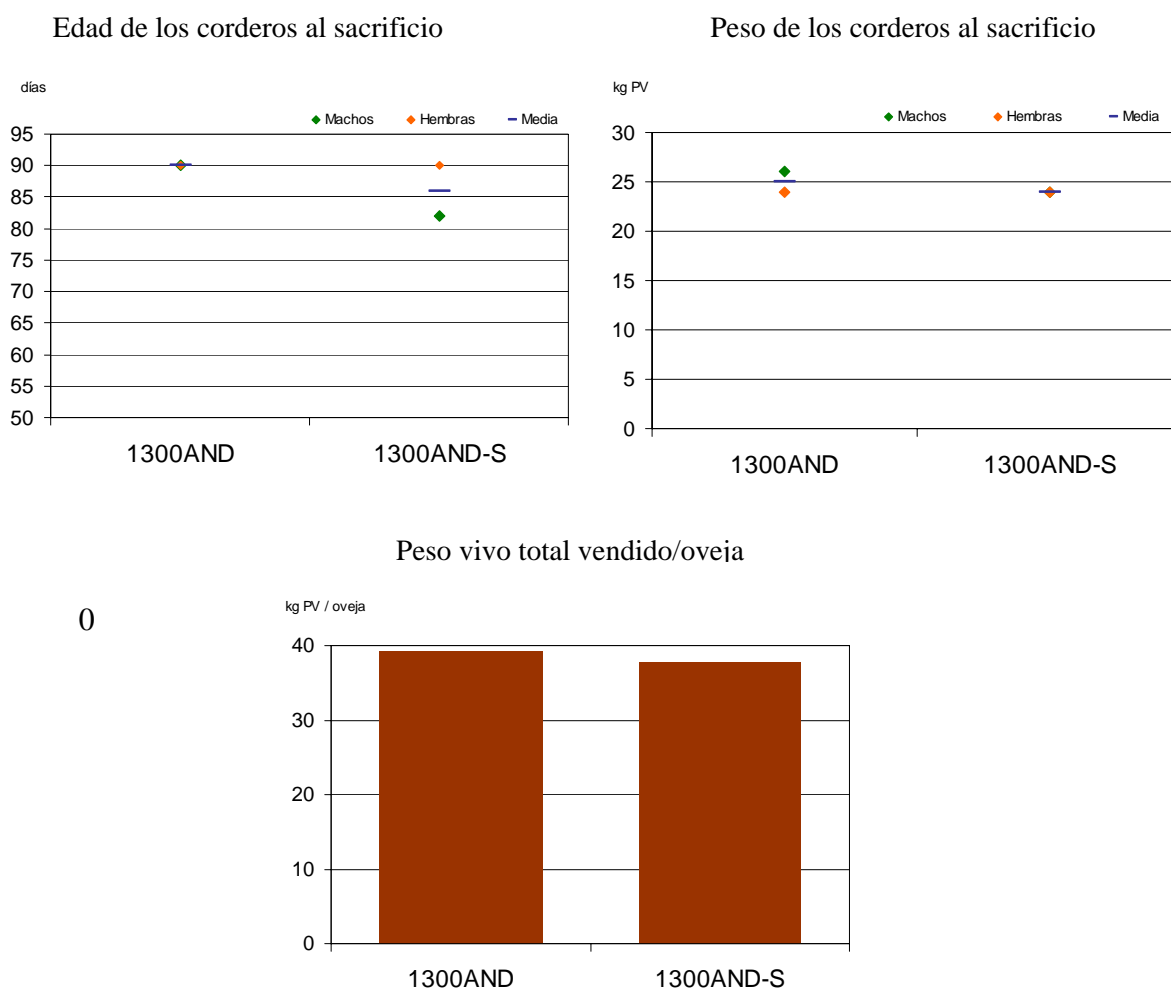 Edad de los corderos al sacrificio
días
Machos Hembras Media
95
90
85
80
75
70
65
60
55
50
1300AND 1300AND-S
Peso de los corderos al sacrificio
kg PV
Machos Hembras Media
30
25
20
15
10
5
0
1300AND 1300AND-S
Peso vivo total vendido/oveja
0
kg PV / oveja
40
30
20
10
0
1300AND 1300AND-S